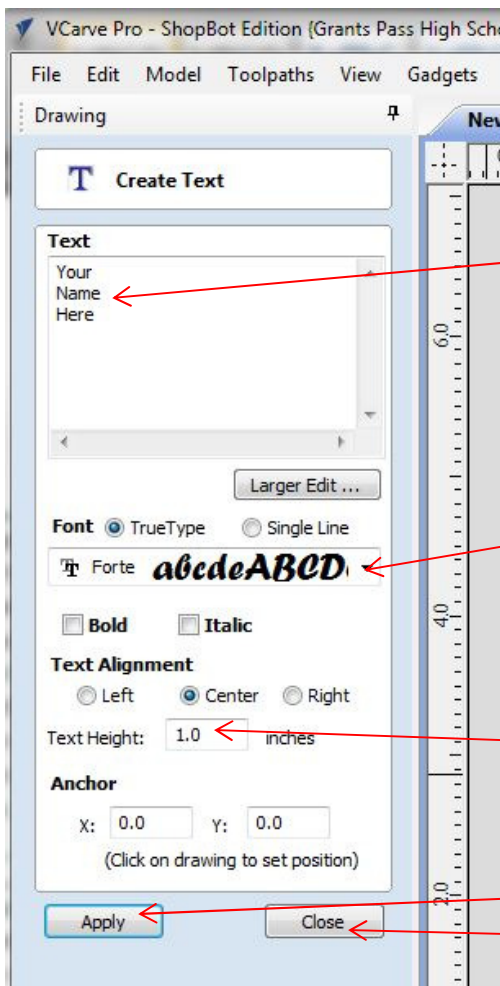 VCarve Pro - ShopBot Edition {Grants Pass High Scho
File Edit Model Toolpaths View Gadgets
Drawing
New
Create Text
Text
Your
Name
Here
Larger Edit ...
Font TrueType Single Line
Forte abcdeABCD
Bold Italic
Text Alignment
Left Center Right
Text Height: 1.0 inches
Anchor
X: 0.0 Y: 0.0
(Click on drawing to set position)
Apply Close
6.0
4.0
2.0